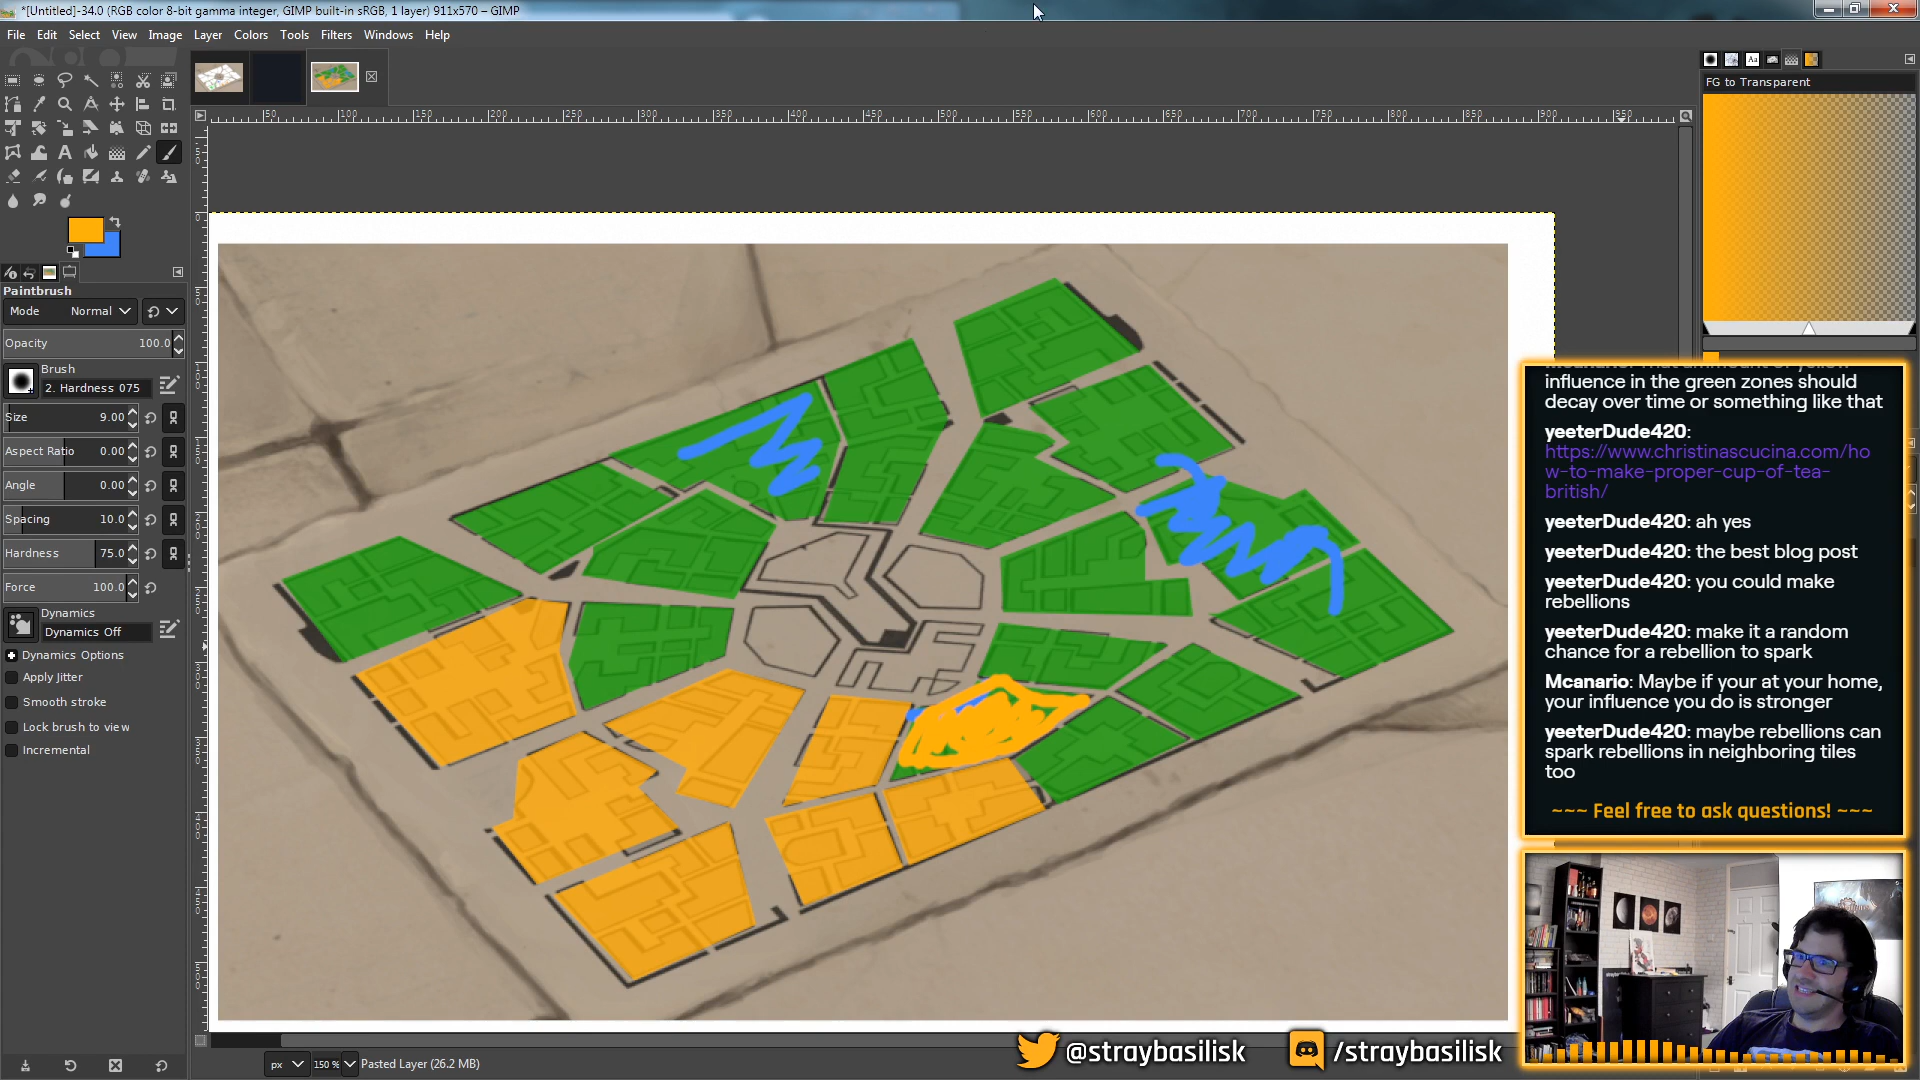 *[Untitled]-34.0 (RGB color 8-bit gamma integer, GIMP built-in sRGB, 1 layer) 911x570 – GIMP
File Edit Select View Image Layer Colors Tools Filters Windows Help
FG to Transparent
Paintbrush
Mode Normal
Opacity 100.0
Brush
2. Hardness 075
Size 9.00
Aspect Ratio 0.00
Angle 0.00
Spacing 10.0
Hardness 75.0
Force 100.0
Dynamics
Dynamics Off
Dynamics Options
Apply Jitter
Smooth stroke
Lock brush to view
Incremental
influence in the green zones should
decay over time or something like that
yeeterDude420:
https://www.christinascucina.com/ho
w-to-make-proper-cup-of-tea-
british/
yeeterDude420: ah yes
yeeterDude420: the best blog post
yeeterDude420: you could make
rebellions
yeeterDude420: make it a random
chance for a rebellion to spark
Mcanario: Maybe if your at your home,
your influence you do is stronger
yeeterDude420: maybe rebellions can
spark rebellions in neighboring tiles
too
~~~ Feel free to ask questions! ~~~
px 150 % Pasted Layer (26.2 MB)
@straybasilisk /straybasilisk